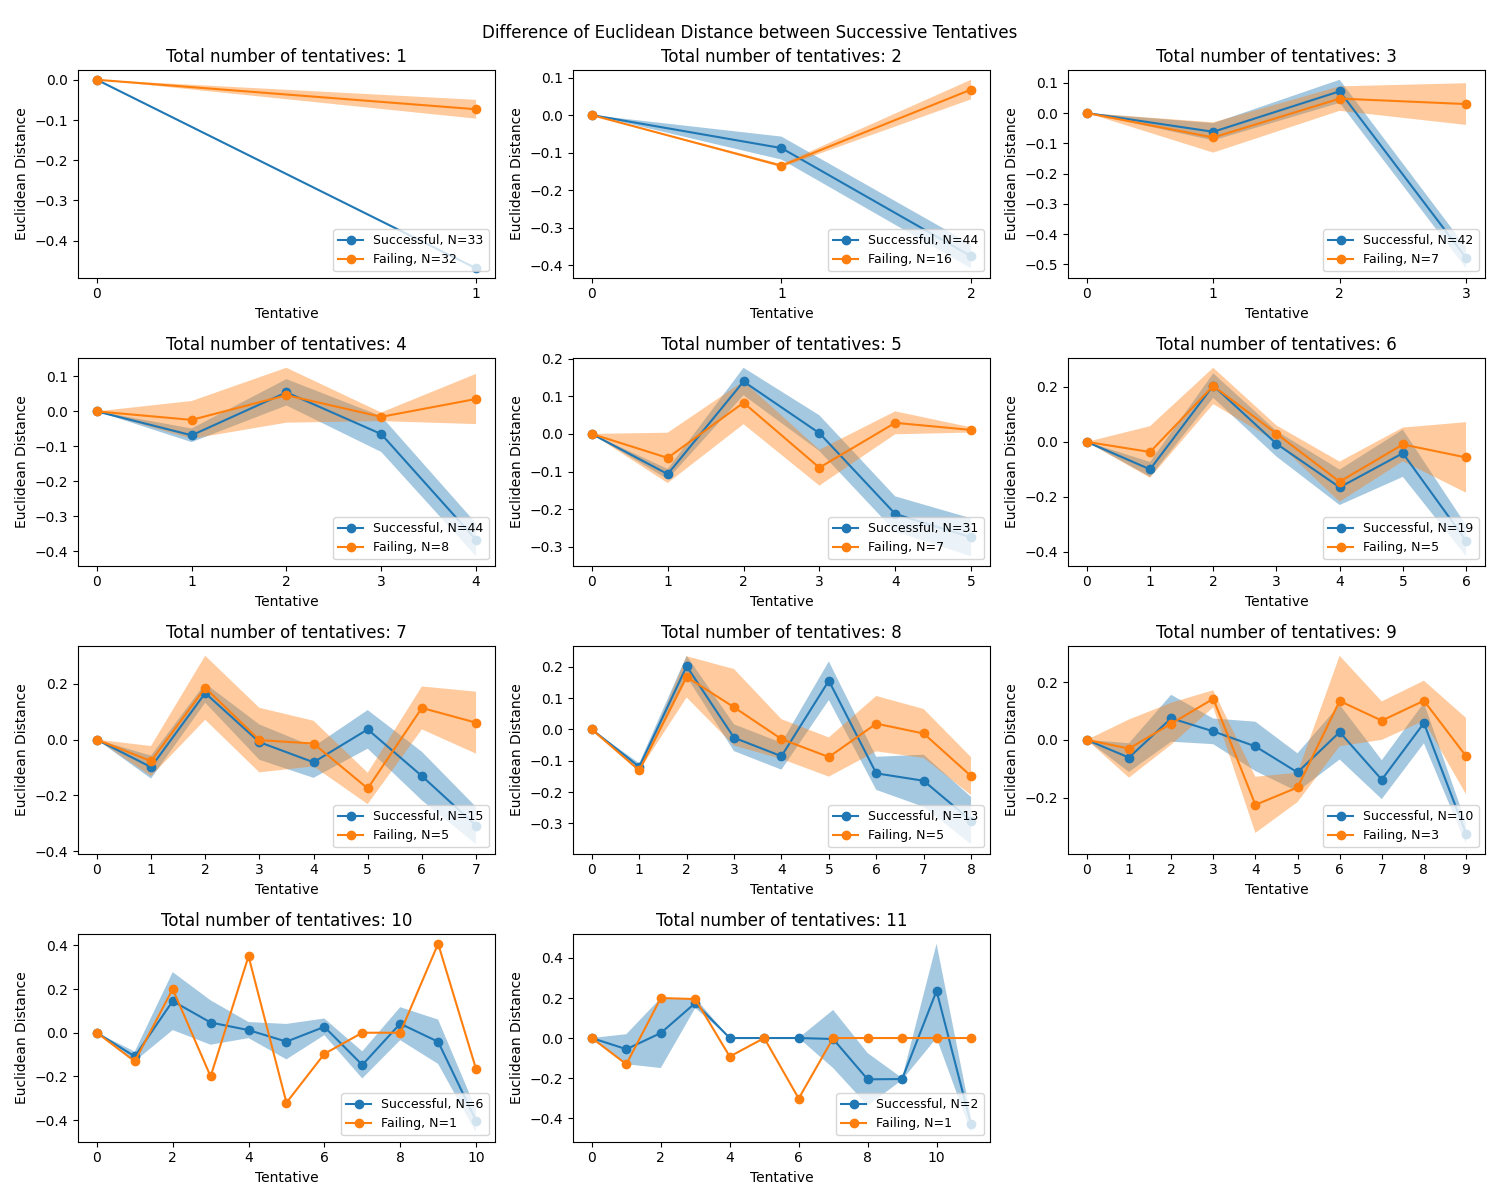 Difference of Euclidean Distance between Successive Tentatives
Total number of tentatives: 1
0.0
−0.1
−0.2
−0.3
−0.4
Euclidean Distance
Successful, N=33
Failing, N=32
0 1
Tentative
Total number of tentatives: 2
0.1
0.0
−0.1
−0.2
−0.3
−0.4
Euclidean Distance
Successful, N=44
Failing, N=16
0 1 2
Tentative
Total number of tentatives: 3
0.1
0.0
−0.1
−0.2
−0.3
−0.4
−0.5
Euclidean Distance
Successful, N=42
Failing, N=7
0 1 2 3
Tentative
Total number of tentatives: 4
0.1
0.0
−0.1
−0.2
−0.3
−0.4
Euclidean Distance
Successful, N=44
Failing, N=8
0 1 2 3 4
Tentative
Total number of tentatives: 5
0.2
0.1
0.0
−0.1
−0.2
−0.3
Euclidean Distance
Successful, N=31
Failing, N=7
0 1 2 3 4 5
Tentative
Total number of tentatives: 6
0.2
0.0
−0.2
−0.4
Euclidean Distance
Successful, N=19
Failing, N=5
0 1 2 3 4 5 6
Tentative
Total number of tentatives: 7
0.2
0.0
−0.2
−0.4
Euclidean Distance
Successful, N=15
Failing, N=5
0 1 2 3 4 5 6 7
Tentative
Total number of tentatives: 8
0.2
0.1
0.0
−0.1
−0.2
−0.3
Euclidean Distance
Successful, N=13
Failing, N=5
0 1 2 3 4 5 6 7 8
Tentative
Total number of tentatives: 9
0.2
0.0
−0.2
Euclidean Distance
Successful, N=10
Failing, N=3
0 1 2 3 4 5 6 7 8 9
Tentative
Total number of tentatives: 10
0.4
0.2
0.0
−0.2
−0.4
Euclidean Distance
Successful, N=6
Failing, N=1
0 2 4 6 8 10
Tentative
Total number of tentatives: 11
0.4
0.2
0.0
−0.2
−0.4
Euclidean Distance
Successful, N=2
Failing, N=1
0 2 4 6 8 10
Tentative